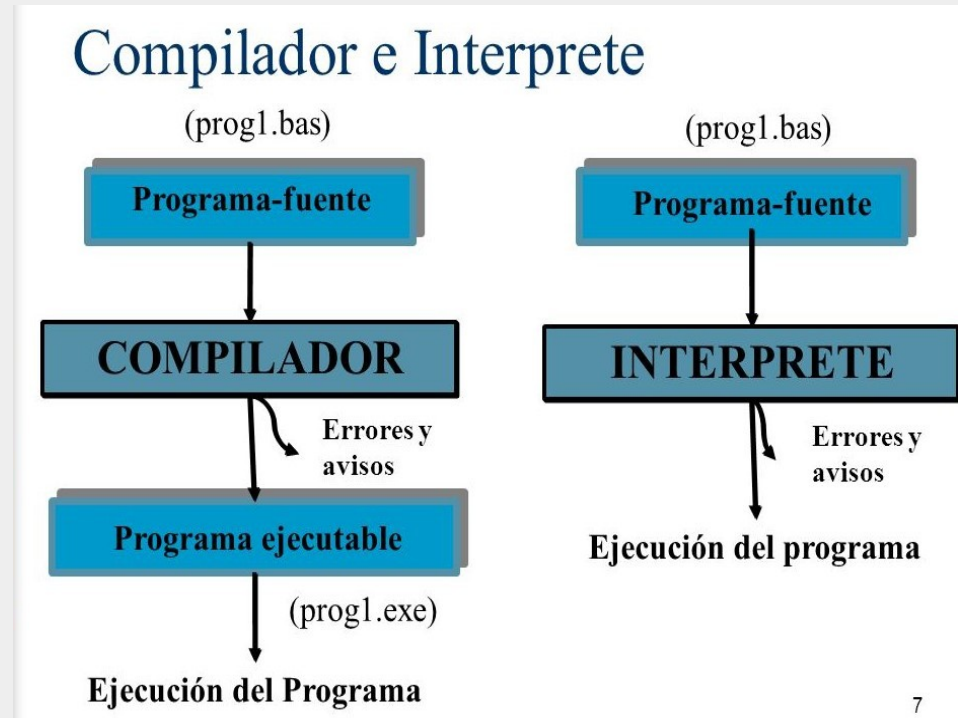 Compilador e Interprete
(prog1.bas)
Programa-fuente
COMPILADOR
Errores y
avisos
Programa ejecutable
(prog1.exe)
Ejecución del Programa
(prog1.bas)
Programa-fuente
INTERPRETE
Errores y
avisos
Ejecución del programa
7